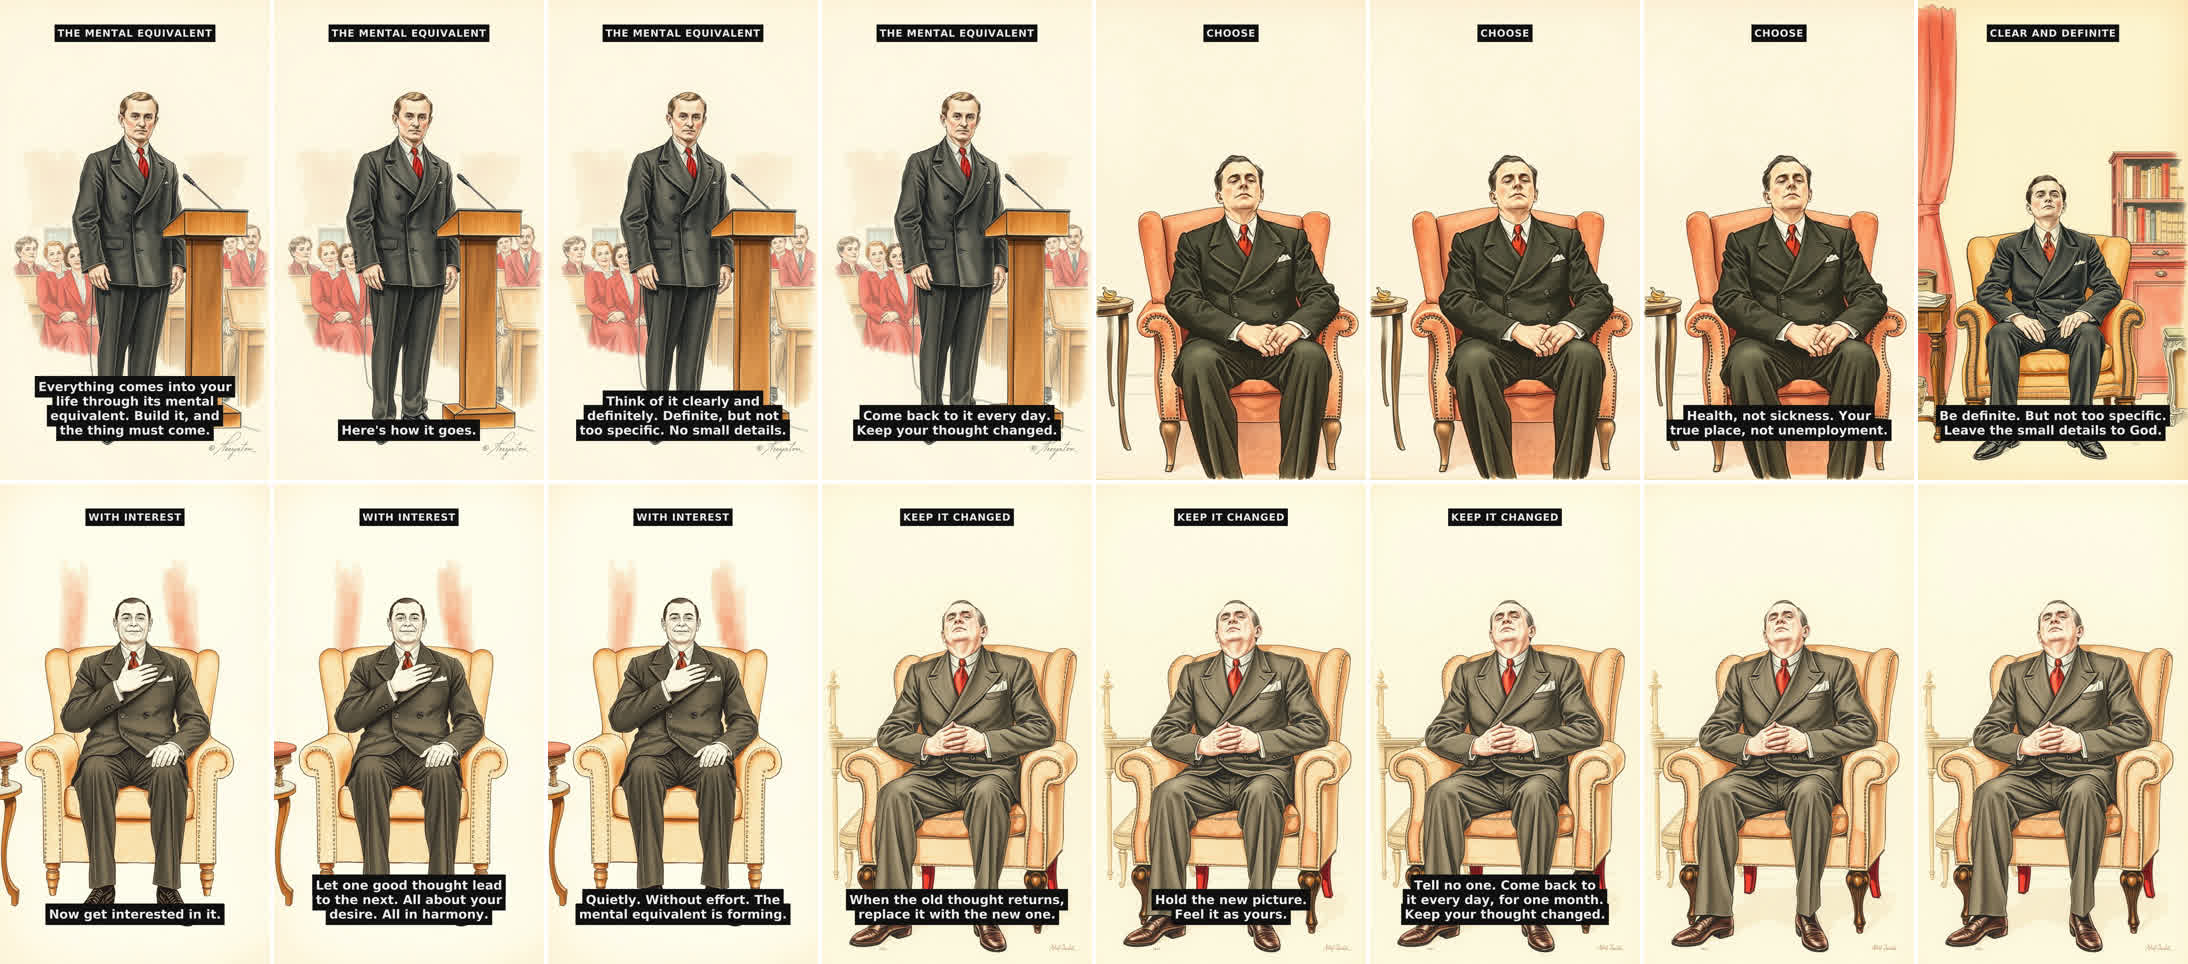 THE MENTAL EQUIVALENT
Everything comes into your
life through its mental
equivalent. Build it, and
the thing must come.
THE MENTAL EQUIVALENT
Here's how it goes.
THE MENTAL EQUIVALENT
Think of it clearly and
definitely. Definite, but not
too specific. No small details.
THE MENTAL EQUIVALENT
Come back to it every day.
Keep your thought changed.
CHOOSE
CHOOSE
CHOOSE
Health, not sickness. Your
true place, not unemployment.
CLEAR AND DEFINITE
Be definite. But not too specific.
Leave the small details to God.
WITH INTEREST
Now get interested in it.
WITH INTEREST
Let one good thought lead
to the next. All about your
desire. All in harmony.
WITH INTEREST
Quietly. Without effort. The
mental equivalent is forming.
KEEP IT CHANGED
When the old thought returns,
replace it with the new one.
KEEP IT CHANGED
Hold the new picture.
Feel it as yours.
KEEP IT CHANGED
Tell no one. Come back to
it every day, for one month.
Keep your thought changed.